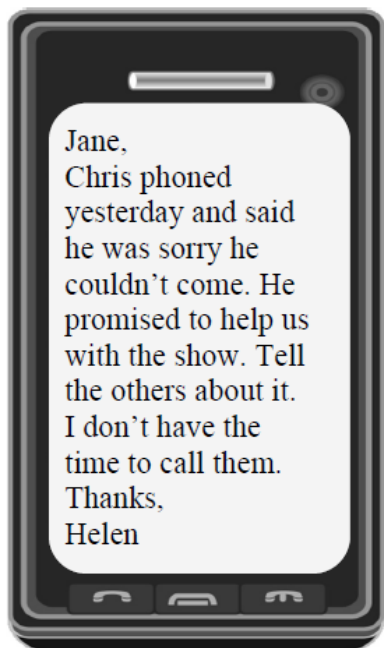 Jane,
Chris phoned
yesterday and said
he was sorry he
couldn’t come. He
promised to help us
with the show. Tell
the others about it.
I don’t have the
time to call them.
Thanks,
Helen